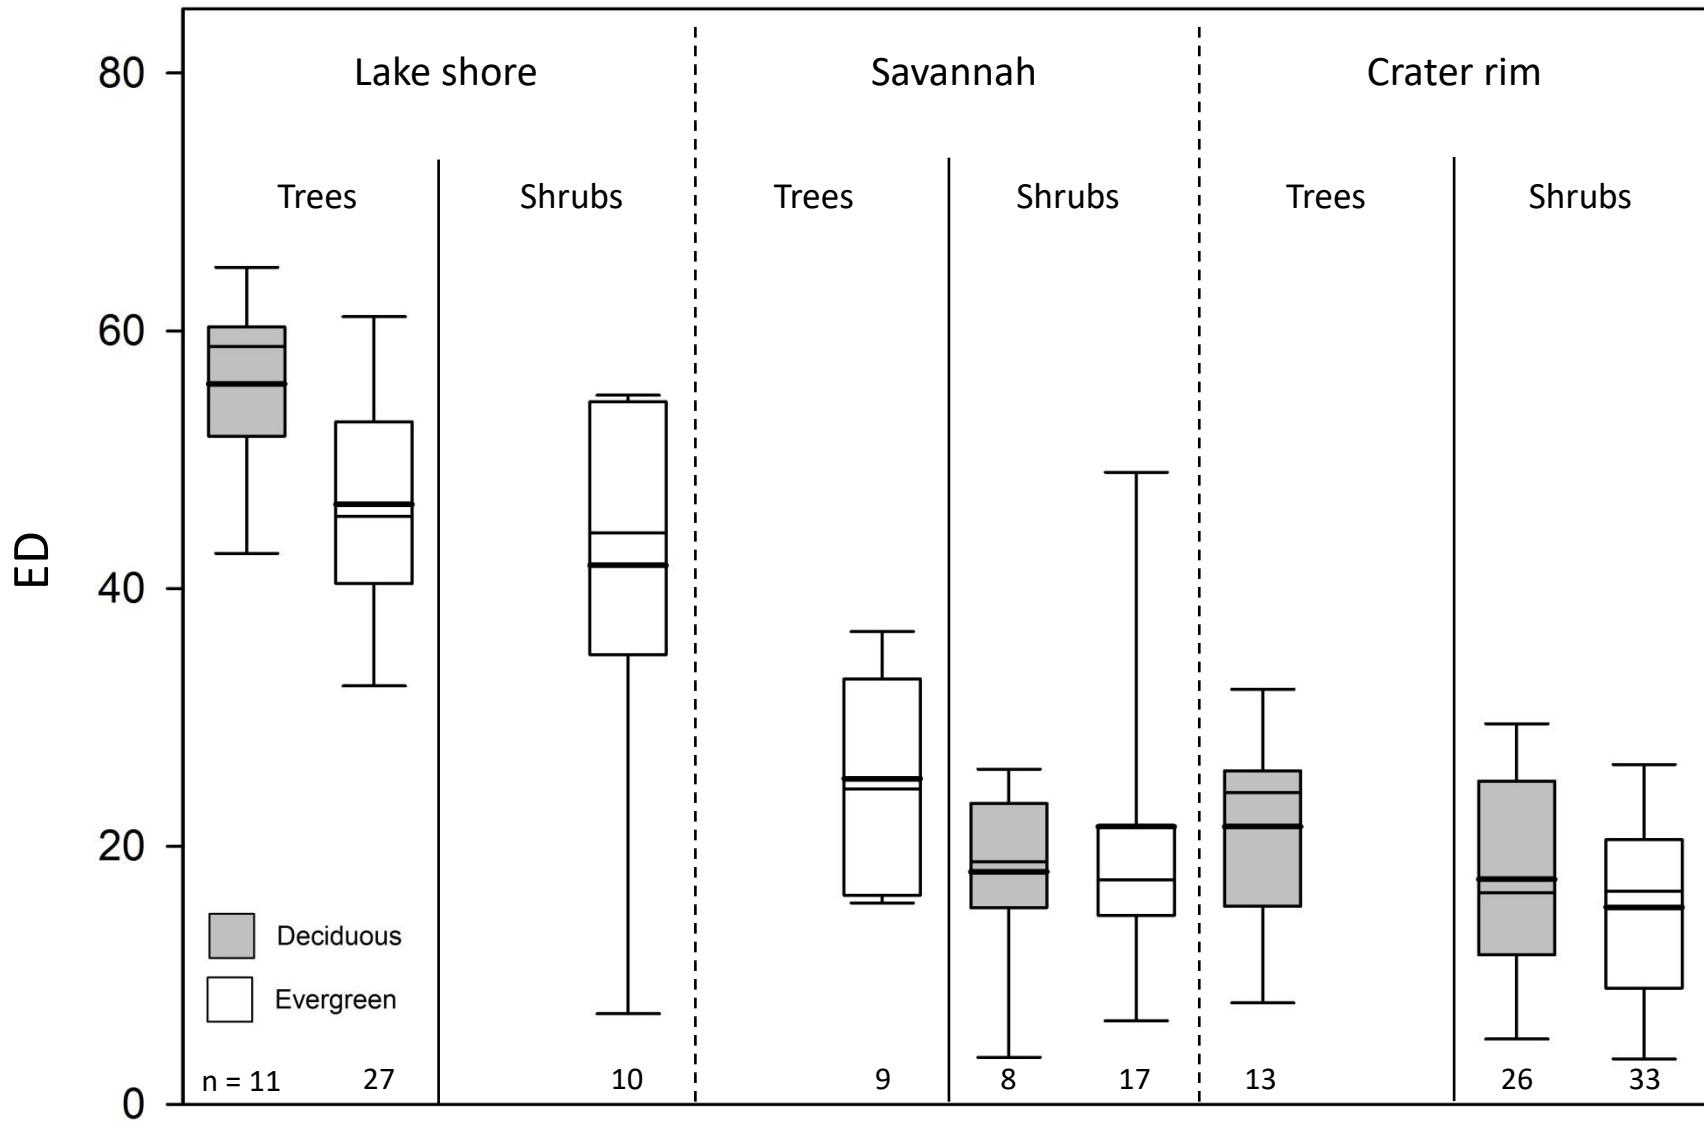 80
Lake shore
Savannah
Crater rim
Trees
Shrubs
Trees
Shrubs
Trees
Shrubs
60
ED
40
20
Deciduous
Evergreen
n = 11
27
10
9
8
17
13
26
33
0